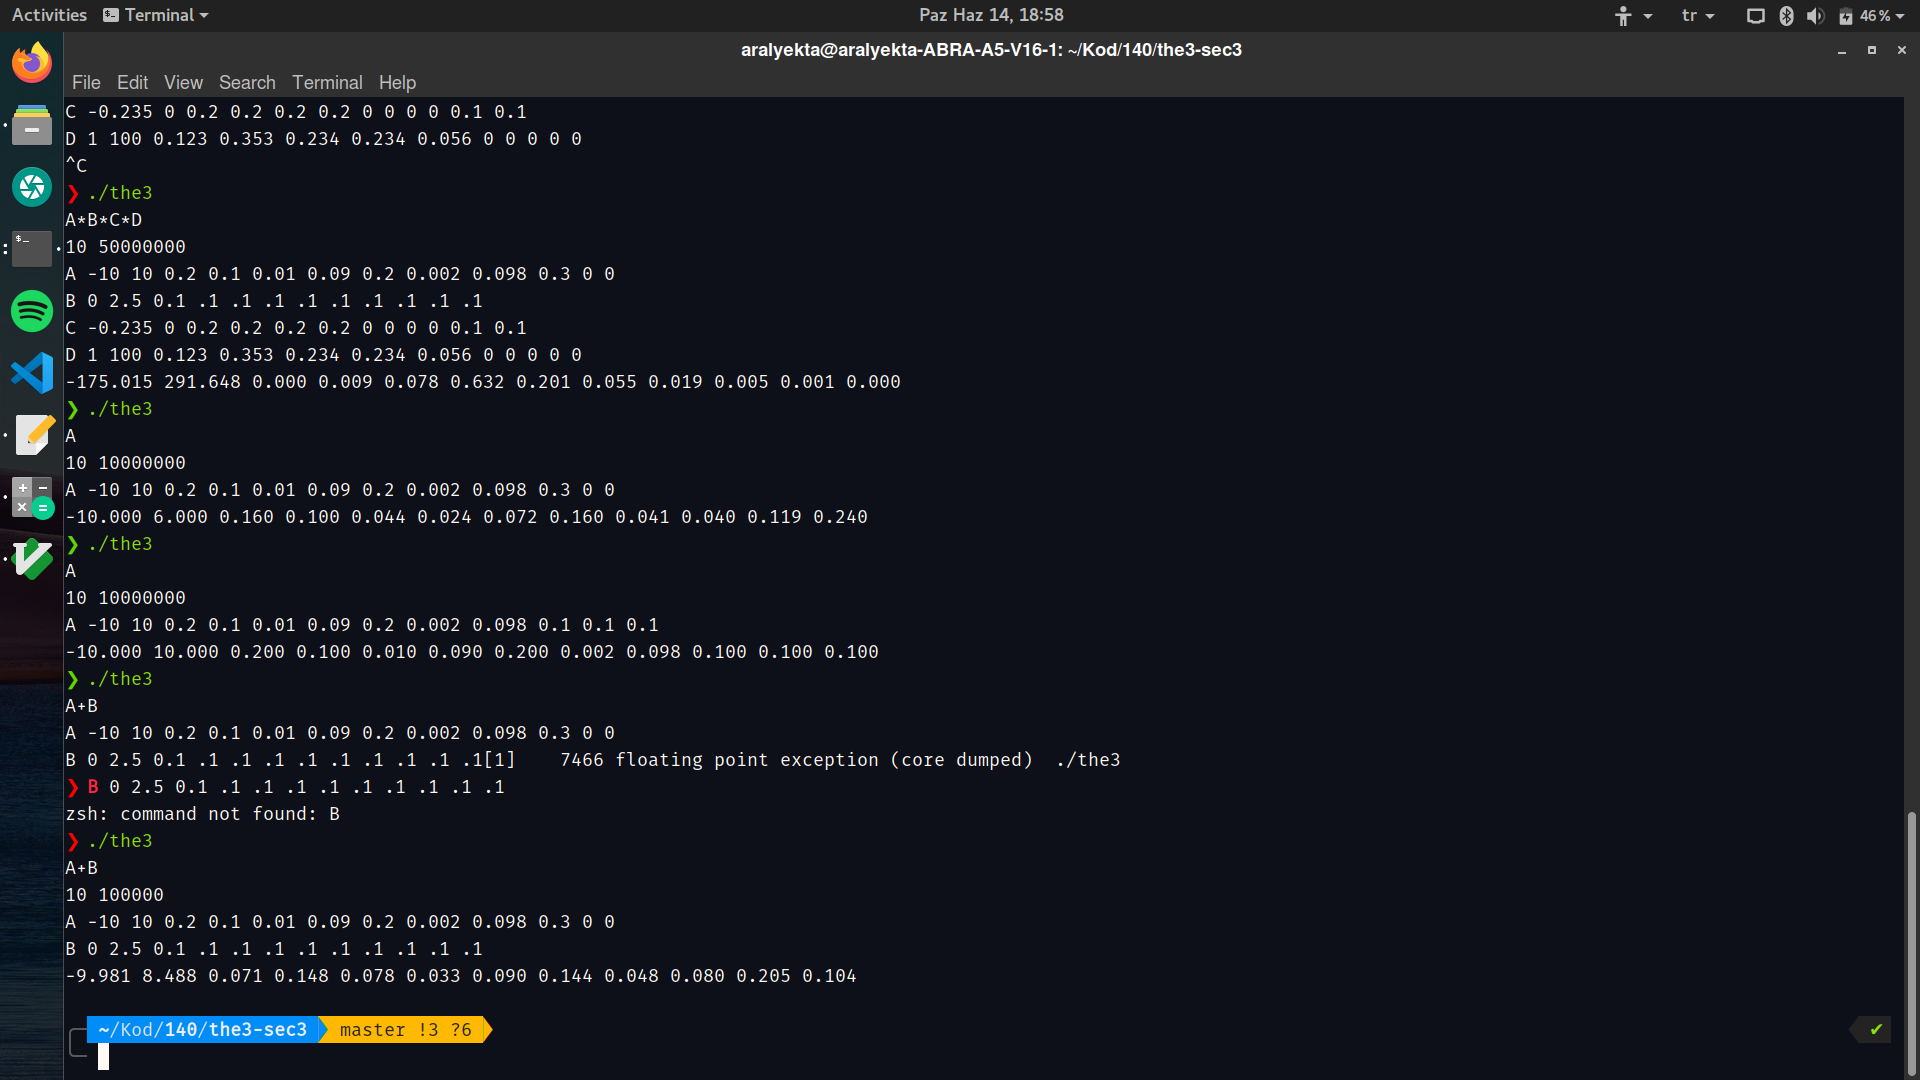 Activities Terminal Paz Haz 14, 18:58 tr 46%
aralyekta@aralyekta-ABRA-A5-V16-1: ~/Kod/140/the3-sec3
File Edit View Search Terminal Help
C -0.235 0 0.2 0.2 0.2 0.2 0 0 0 0 0.1 0.1
D 1 100 0.123 0.353 0.234 0.234 0.056 0 0 0 0 0
^C
❯ ./the3
A*B*C*D
10 50000000
A -10 10 0.2 0.1 0.01 0.09 0.2 0.002 0.098 0.3 0 0
B 0 2.5 0.1 .1 .1 .1 .1 .1 .1 .1 .1 .1
C -0.235 0 0.2 0.2 0.2 0.2 0 0 0 0 0.1 0.1
D 1 100 0.123 0.353 0.234 0.234 0.056 0 0 0 0 0
-175.015 291.648 0.000 0.009 0.078 0.632 0.201 0.055 0.019 0.005 0.001 0.000
❯ ./the3
A
10 10000000
A -10 10 0.2 0.1 0.01 0.09 0.2 0.002 0.098 0.3 0 0
-10.000 6.000 0.160 0.100 0.044 0.024 0.072 0.160 0.041 0.040 0.119 0.240
❯ ./the3
A
10 10000000
A -10 10 0.2 0.1 0.01 0.09 0.2 0.002 0.098 0.1 0.1 0.1
-10.000 10.000 0.200 0.100 0.010 0.090 0.200 0.002 0.098 0.100 0.100 0.100
❯ ./the3
A+B
A -10 10 0.2 0.1 0.01 0.09 0.2 0.002 0.098 0.3 0 0
B 0 2.5 0.1 .1 .1 .1 .1 .1 .1 .1 .1 .1[1]    7466 floating point exception (core dumped)  ./the3
❯ B 0 2.5 0.1 .1 .1 .1 .1 .1 .1 .1 .1 .1
zsh: command not found: B
❯ ./the3
A+B
10 100000
A -10 10 0.2 0.1 0.01 0.09 0.2 0.002 0.098 0.3 0 0
B 0 2.5 0.1 .1 .1 .1 .1 .1 .1 .1 .1 .1
-9.981 8.488 0.071 0.148 0.078 0.033 0.090 0.144 0.048 0.080 0.205 0.104
~/Kod/140/the3-sec3 master !3 ?6 ✔